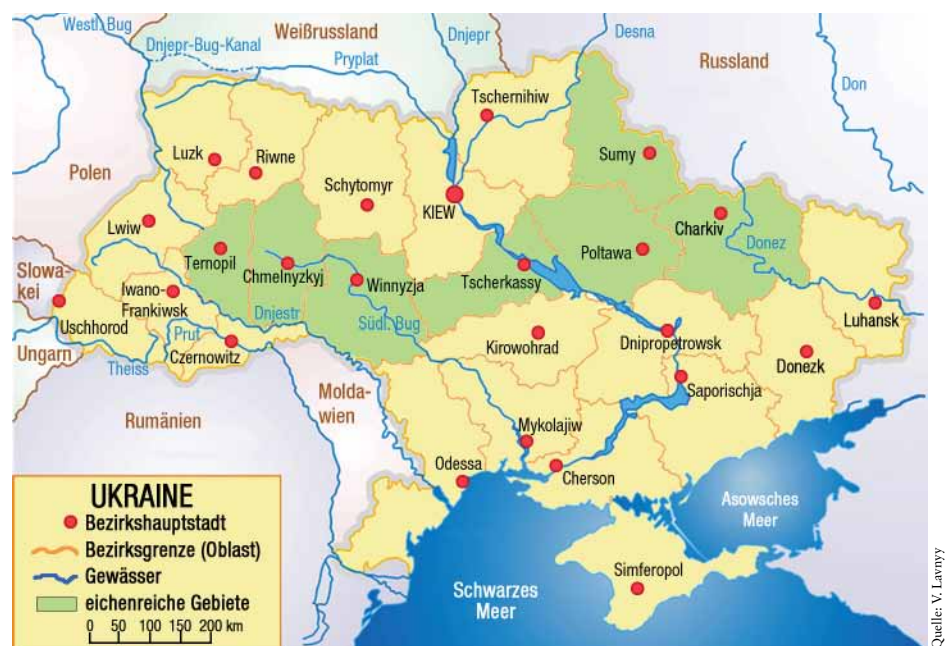 Westl. Bug
Dnjepr-Bug-Kanal
Weißrussland
Pryplat
Dnjepr
Desna
Russland
Don
Tschernihiw
Luzk
Riwne
Sumy
Polen
Schytomyr
KIEW
Charkiv
Lwiw
Ternopil
Chmelnyzkyj
Winnyzja
Tscherkassy
Poltawa
Donez
Slowa-
kei
Iwano-
Frankiwsk
Uschhorod
Dnjestr
Südl. Bug
Luhansk
Ungarn
Prut
Theiss
Czernowitz
Kirowohrad
Dnipropetrowsk
Donezk
Rumänien
Molda-
wien
Saporischja
Mykolajiw
Odessa
Cherson
Asowsches
Meer
Simferopol
Schwarzes
Meer
UKRAINE
Bezirkshauptstadt
Bezirksgrenze (Oblast)
Gewässer
eichenreiche Gebiete
0 50 100 150 200 km
Quelle: V. Lavnyy